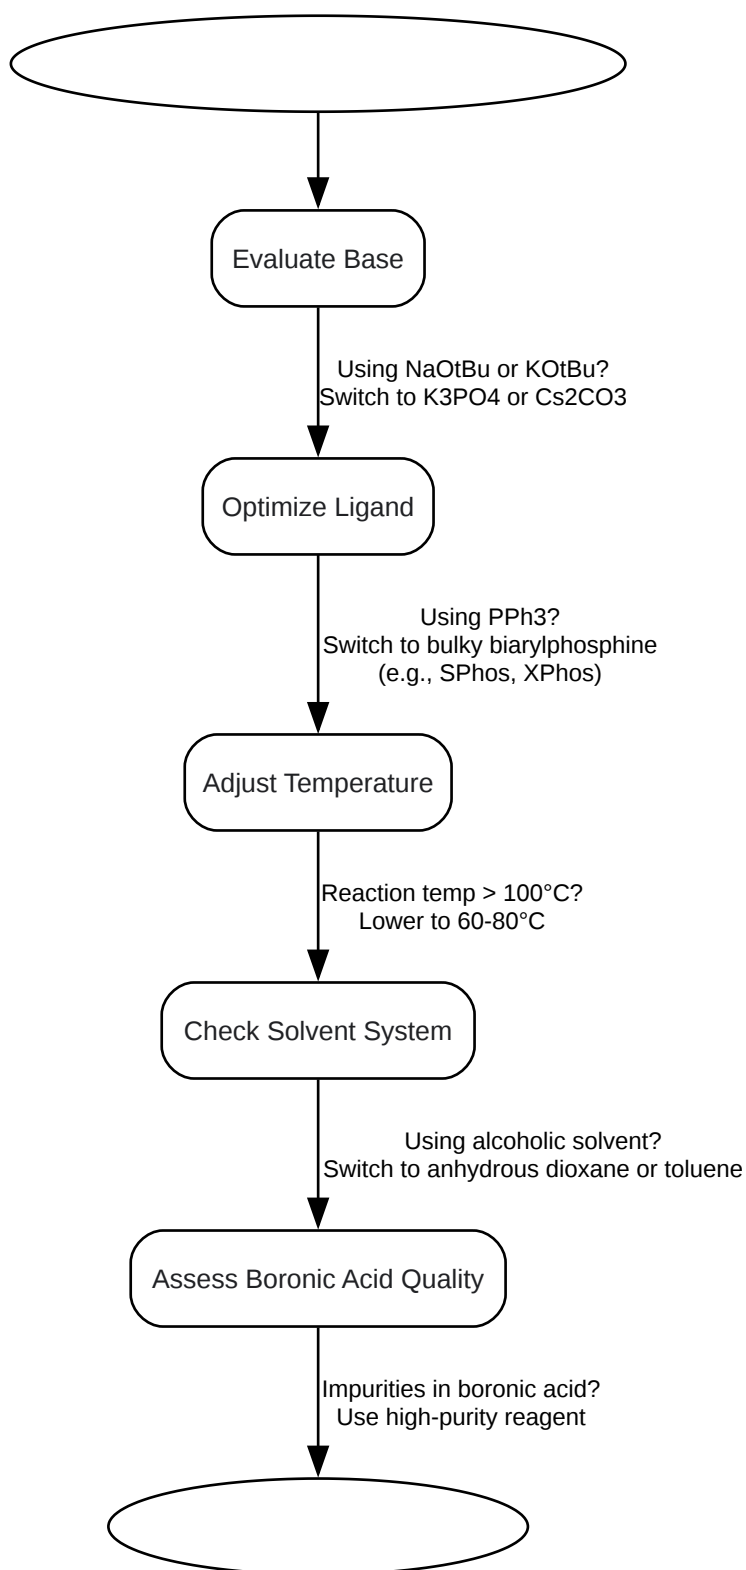 Evaluate Base
Using NaOtBu or KOtBu?
Switch to K3PO4 or Cs2CO3
Optimize Ligand
Using PPh3?
Switch to bulky biarylphosphine
(e.g., SPhos, XPhos)
Adjust Temperature
Reaction temp > 100°C?
Lower to 60-80°C
Check Solvent System
Using alcoholic solvent?
Switch to anhydrous dioxane or toluene
Assess Boronic Acid Quality
Impurities in boronic acid?
Use high-purity reagent